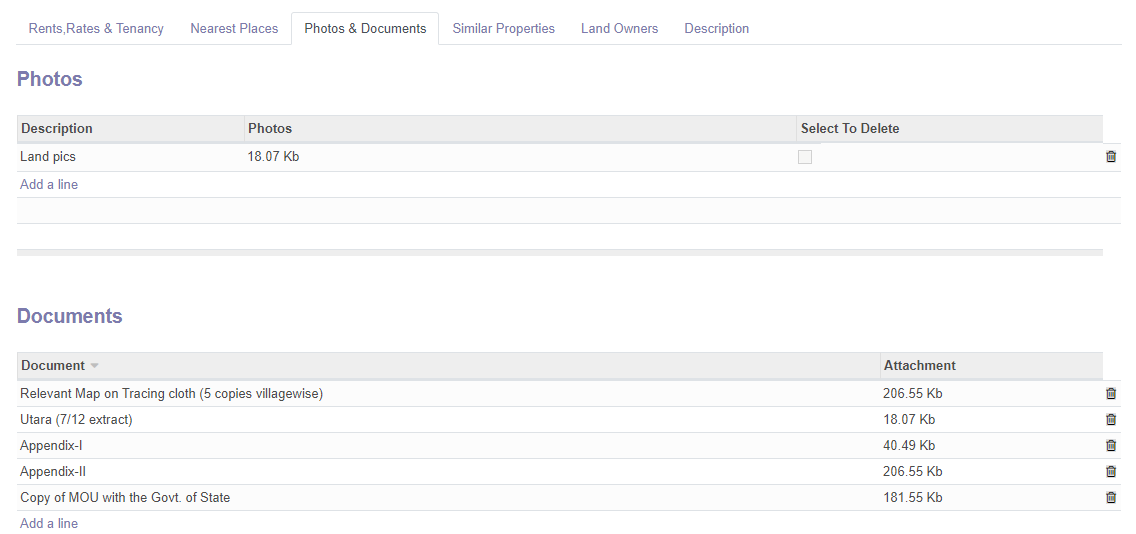 Rents,Rates & Tenancy Nearest Places Photos & Documents Similar Properties Land Owners Description
Photos
Description Photos Select To Delete
Land pics 18.07 Kb
Add a line
Documents
Document Attachment
Relevant Map on Tracing cloth (5 copies villagewise) 206.55 Kb
Utara (7/12 extract) 18.07 Kb
Appendix-I 40.49 Kb
Appendix-II 206.55 Kb
Copy of MOU with the Govt. of State 181.55 Kb
Add a line